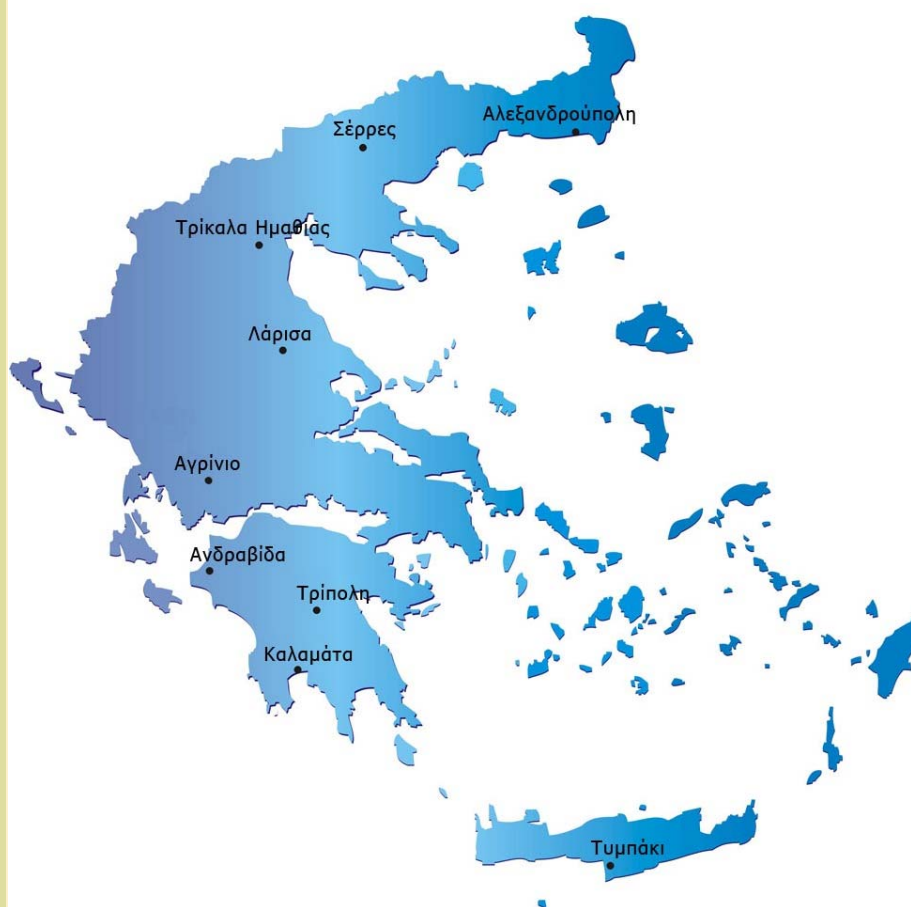 Αλεξανδρούπολη
Σέρρες
Τρίκαλα Ημαθίας
Λάρισα
Αγρίνιο
Ανδραβίδα
Τρίπολη
Καλαμάτα
Τυμπάκι